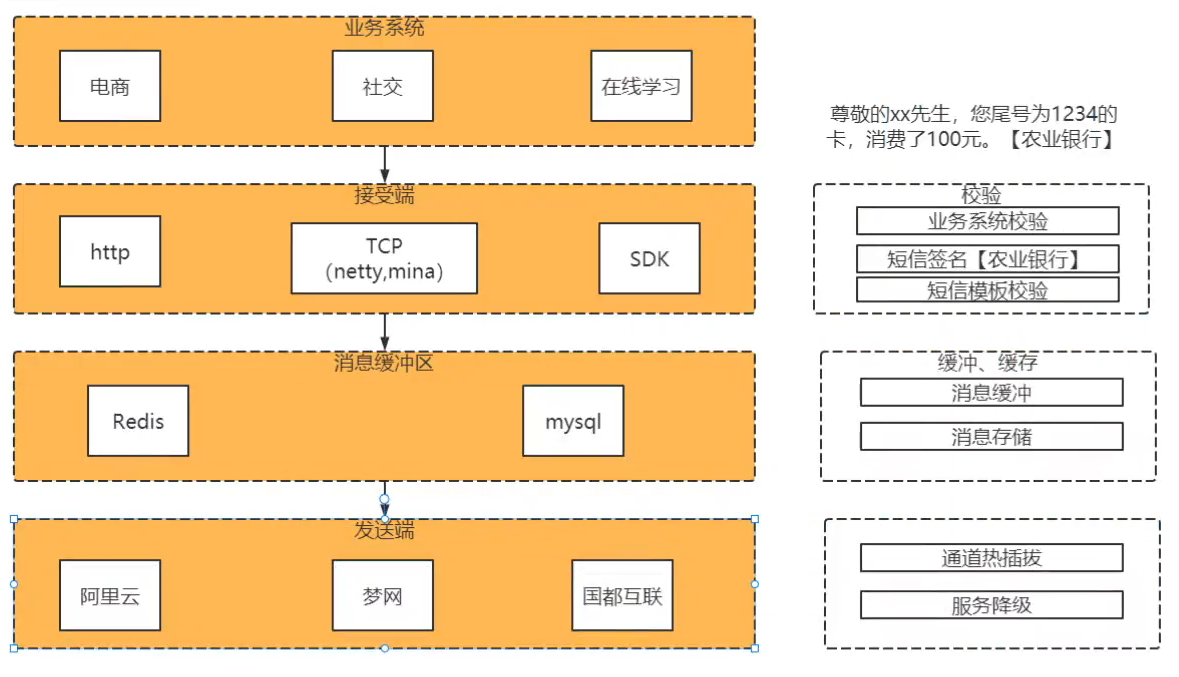 业务系统
电商
社交
在线学习
尊敬的xx先生，您尾号为1234的
卡，消费了100元。【农业银行】
接受端
http
TCP
（netty,mina）
SDK
校验
业务系统校验
短信签名【农业银行】
短信模板校验
消息缓冲区
Redis
mysql
缓冲、缓存
消息缓冲
消息存储
发送端
阿里云
梦网
国都互联
通道热插拔
服务降级